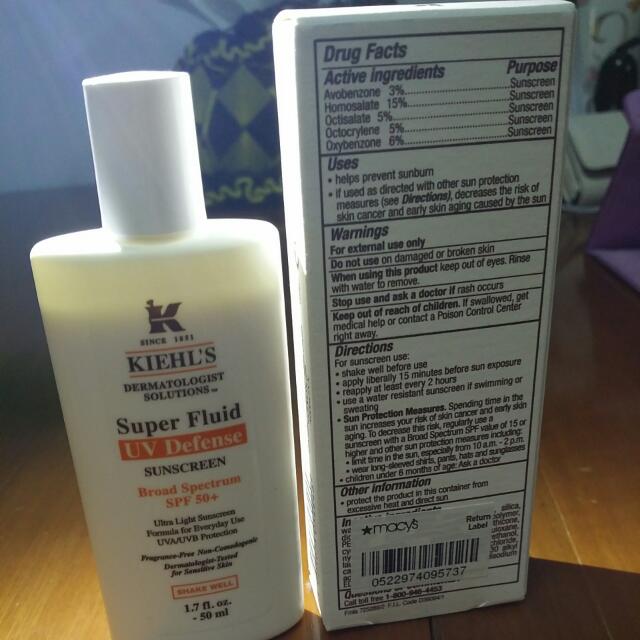 K
SINCE 1851
KIEHL'S
DERMATOLOGIST
SOLUTIONS™
Super Fluid
UV Defense
SUNSCREEN
Broad Spectrum
SPF 50+
Ultra Light Sunscreen
Formula for Everyday Use
UVA/UVB Protection
Fragrance-Free Non-Comedogenic
Dermatologist-Tested
for Sensitive Skin
SHAKE WELL
1.7 fl. oz.
- 50 ml
Drug Facts
Active ingredients Purpose
Avobenzone 3% Sunscreen
Homosalate 15% Sunscreen
Octisalate 5% Sunscreen
Octocrylene 5% Sunscreen
Oxybenzone 6% Sunscreen
Uses
• helps prevent sunburn
• if used as directed with other sun protection
measures (see Directions), decreases the risk of
skin cancer and early skin aging caused by the sun
Warnings
For external use only
Do not use on damaged or broken skin
When using this product keep out of eyes. Rinse
with water to remove.
Stop use and ask a doctor if rash occurs
Keep out of reach of children. If swallowed, get
medical help or contact a Poison Control Center
right away.
Directions
For sunscreen use:
• shake well before use
• apply liberally 15 minutes before sun exposure
• reapply at least every 2 hours
• use a water resistant sunscreen if swimming or
sweating
• Sun Protection Measures. Spending time in the
sun increases your risk of skin cancer and early skin
aging. To decrease this risk, regularly use a
sunscreen with a Broad Spectrum SPF value of 15 or
higher and other sun protection measures including:
• limit time in the sun, especially from 10 a.m. - 2 p.m.
• wear long-sleeved shirts, pants, hats and sunglasses
• children under 6 months of age: Ask a doctor
Other information
• protect the product in this container from
excessive heat and direct sun
silica,
★macy's
Return
Label
0522974095737
Call toll free 1-800-946-4453